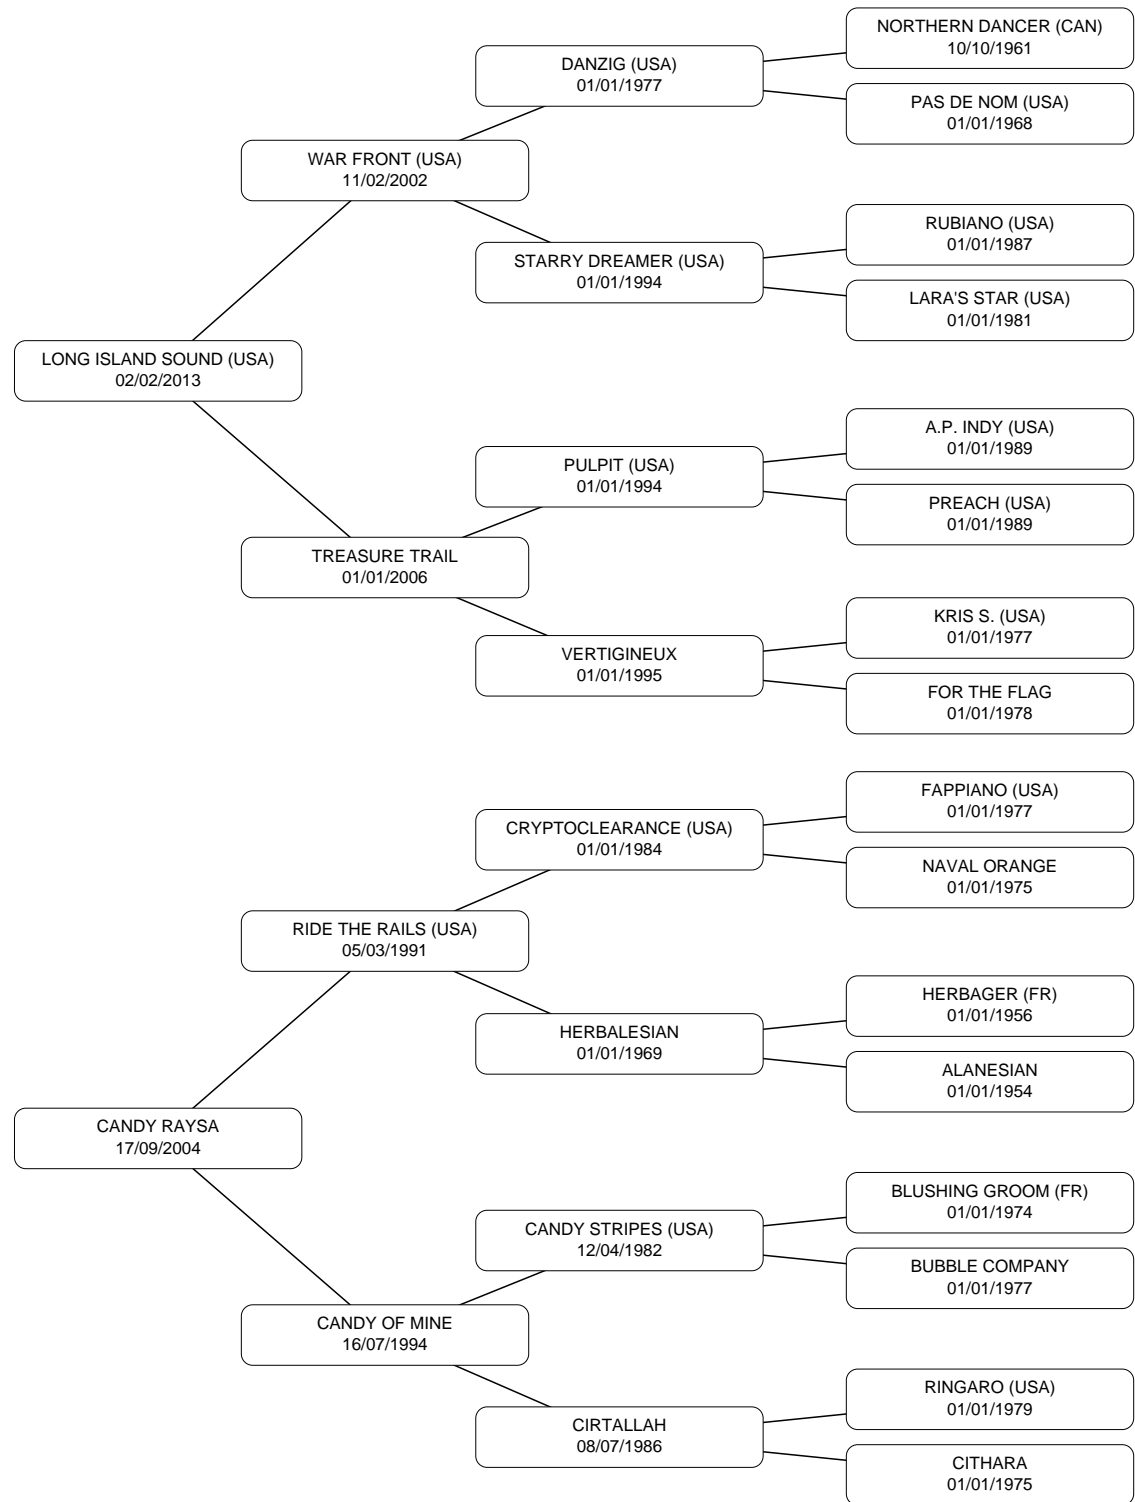 NORTHERN DANCER (CAN)
10/10/1961
DANZIG (USA)
01/01/1977
PAS DE NOM (USA)
01/01/1968
WAR FRONT (USA)
11/02/2002
RUBIANO (USA)
01/01/1987
STARRY DREAMER (USA)
01/01/1994
LARA'S STAR (USA)
01/01/1981
LONG ISLAND SOUND (USA)
02/02/2013
A.P. INDY (USA)
01/01/1989
PULPIT (USA)
01/01/1994
PREACH (USA)
01/01/1989
TREASURE TRAIL
01/01/2006
KRIS S. (USA)
01/01/1977
VERTIGINEUX
01/01/1995
FOR THE FLAG
01/01/1978
FAPPIANO (USA)
01/01/1977
CRYPTOCLEARANCE (USA)
01/01/1984
NAVAL ORANGE
01/01/1975
RIDE THE RAILS (USA)
05/03/1991
HERBAGER (FR)
01/01/1956
HERBALESIAN
01/01/1969
ALANESIAN
01/01/1954
CANDY RAYSA
17/09/2004
BLUSHING GROOM (FR)
01/01/1974
CANDY STRIPES (USA)
12/04/1982
BUBBLE COMPANY
01/01/1977
CANDY OF MINE
16/07/1994
RINGARO (USA)
01/01/1979
CIRTALLAH
08/07/1986
CITHARA
01/01/1975